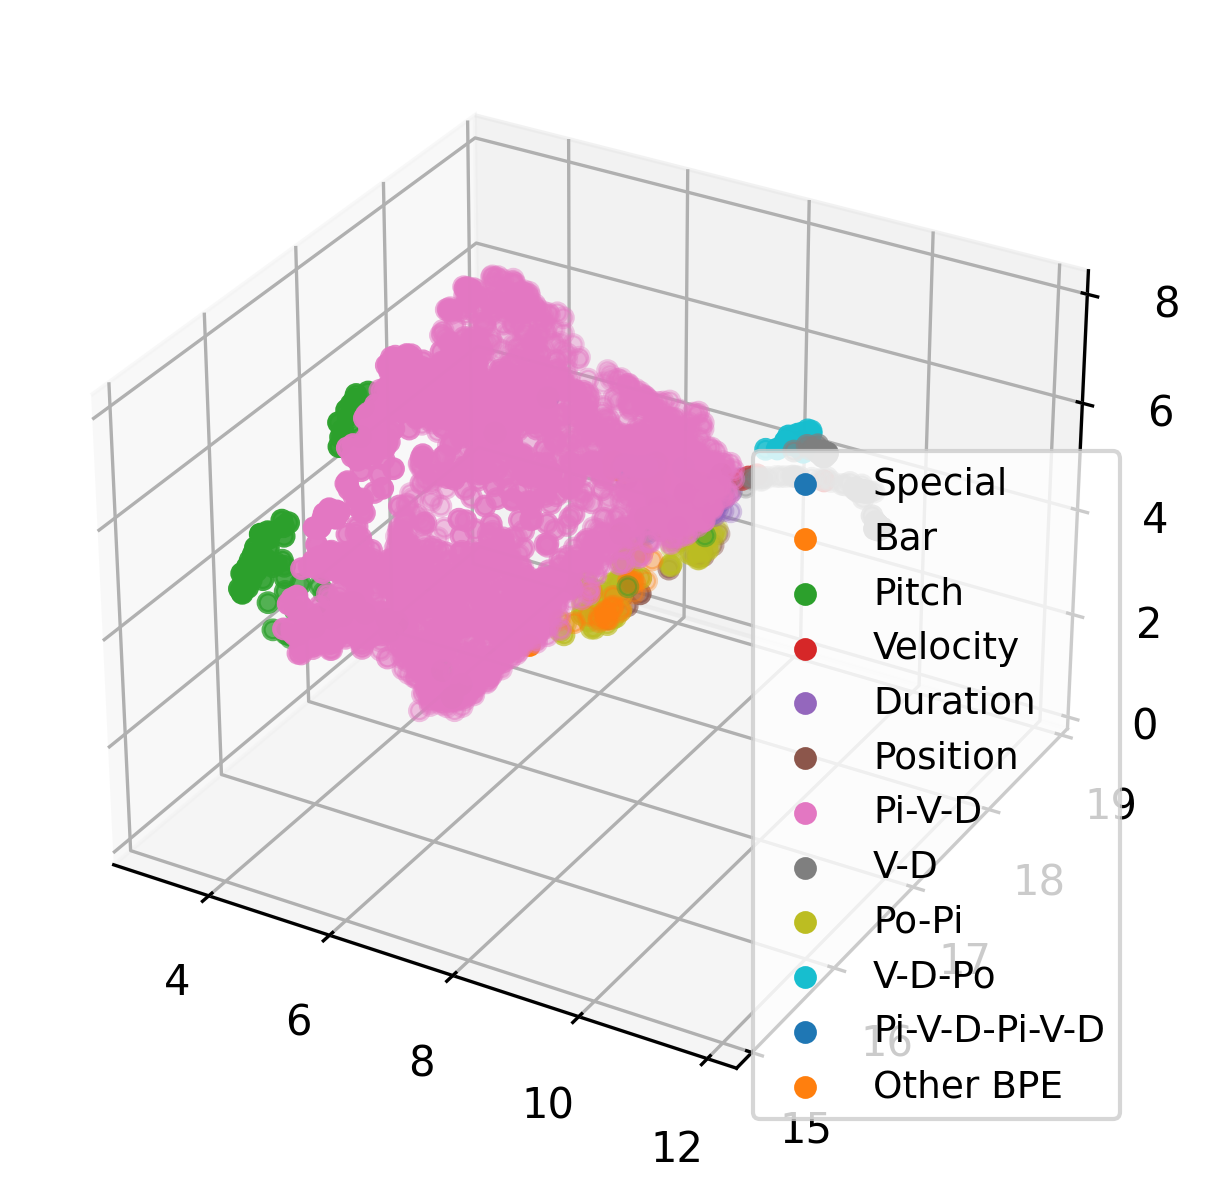 8
6
4
2
0
19
18
17
16
15
4
6
8
10
12
Special
Bar
Pitch
Velocity
Duration
Position
Pi-V-D
V-D
Po-Pi
V-D-Po
Pi-V-D-Pi-V-D
Other BPE